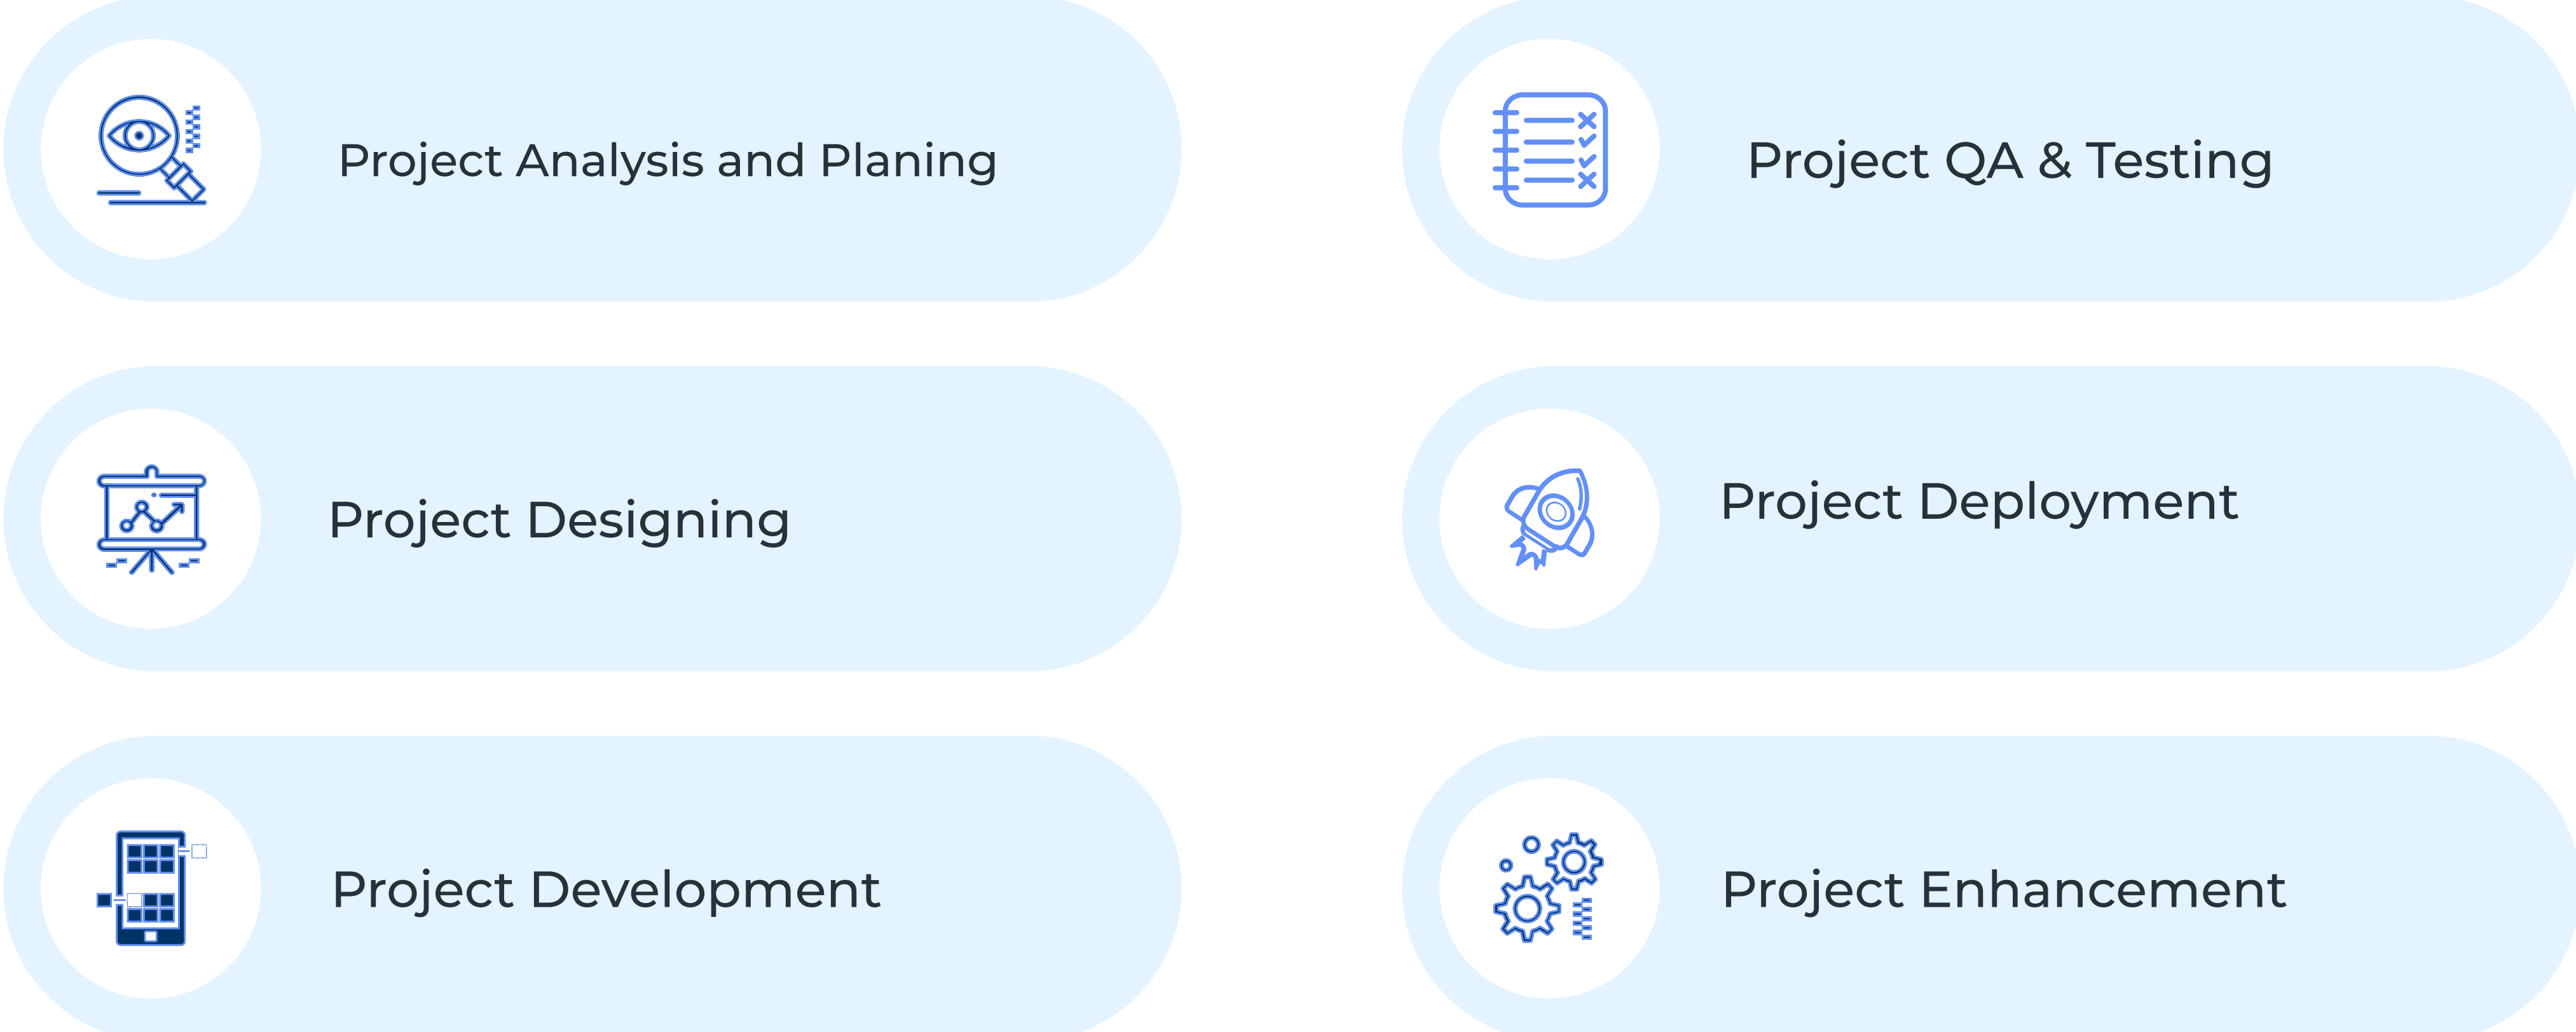 Project Analysis and Planing
Project Designing
Project Development
Project QA & Testing
Project Deployment
Project Enhancement